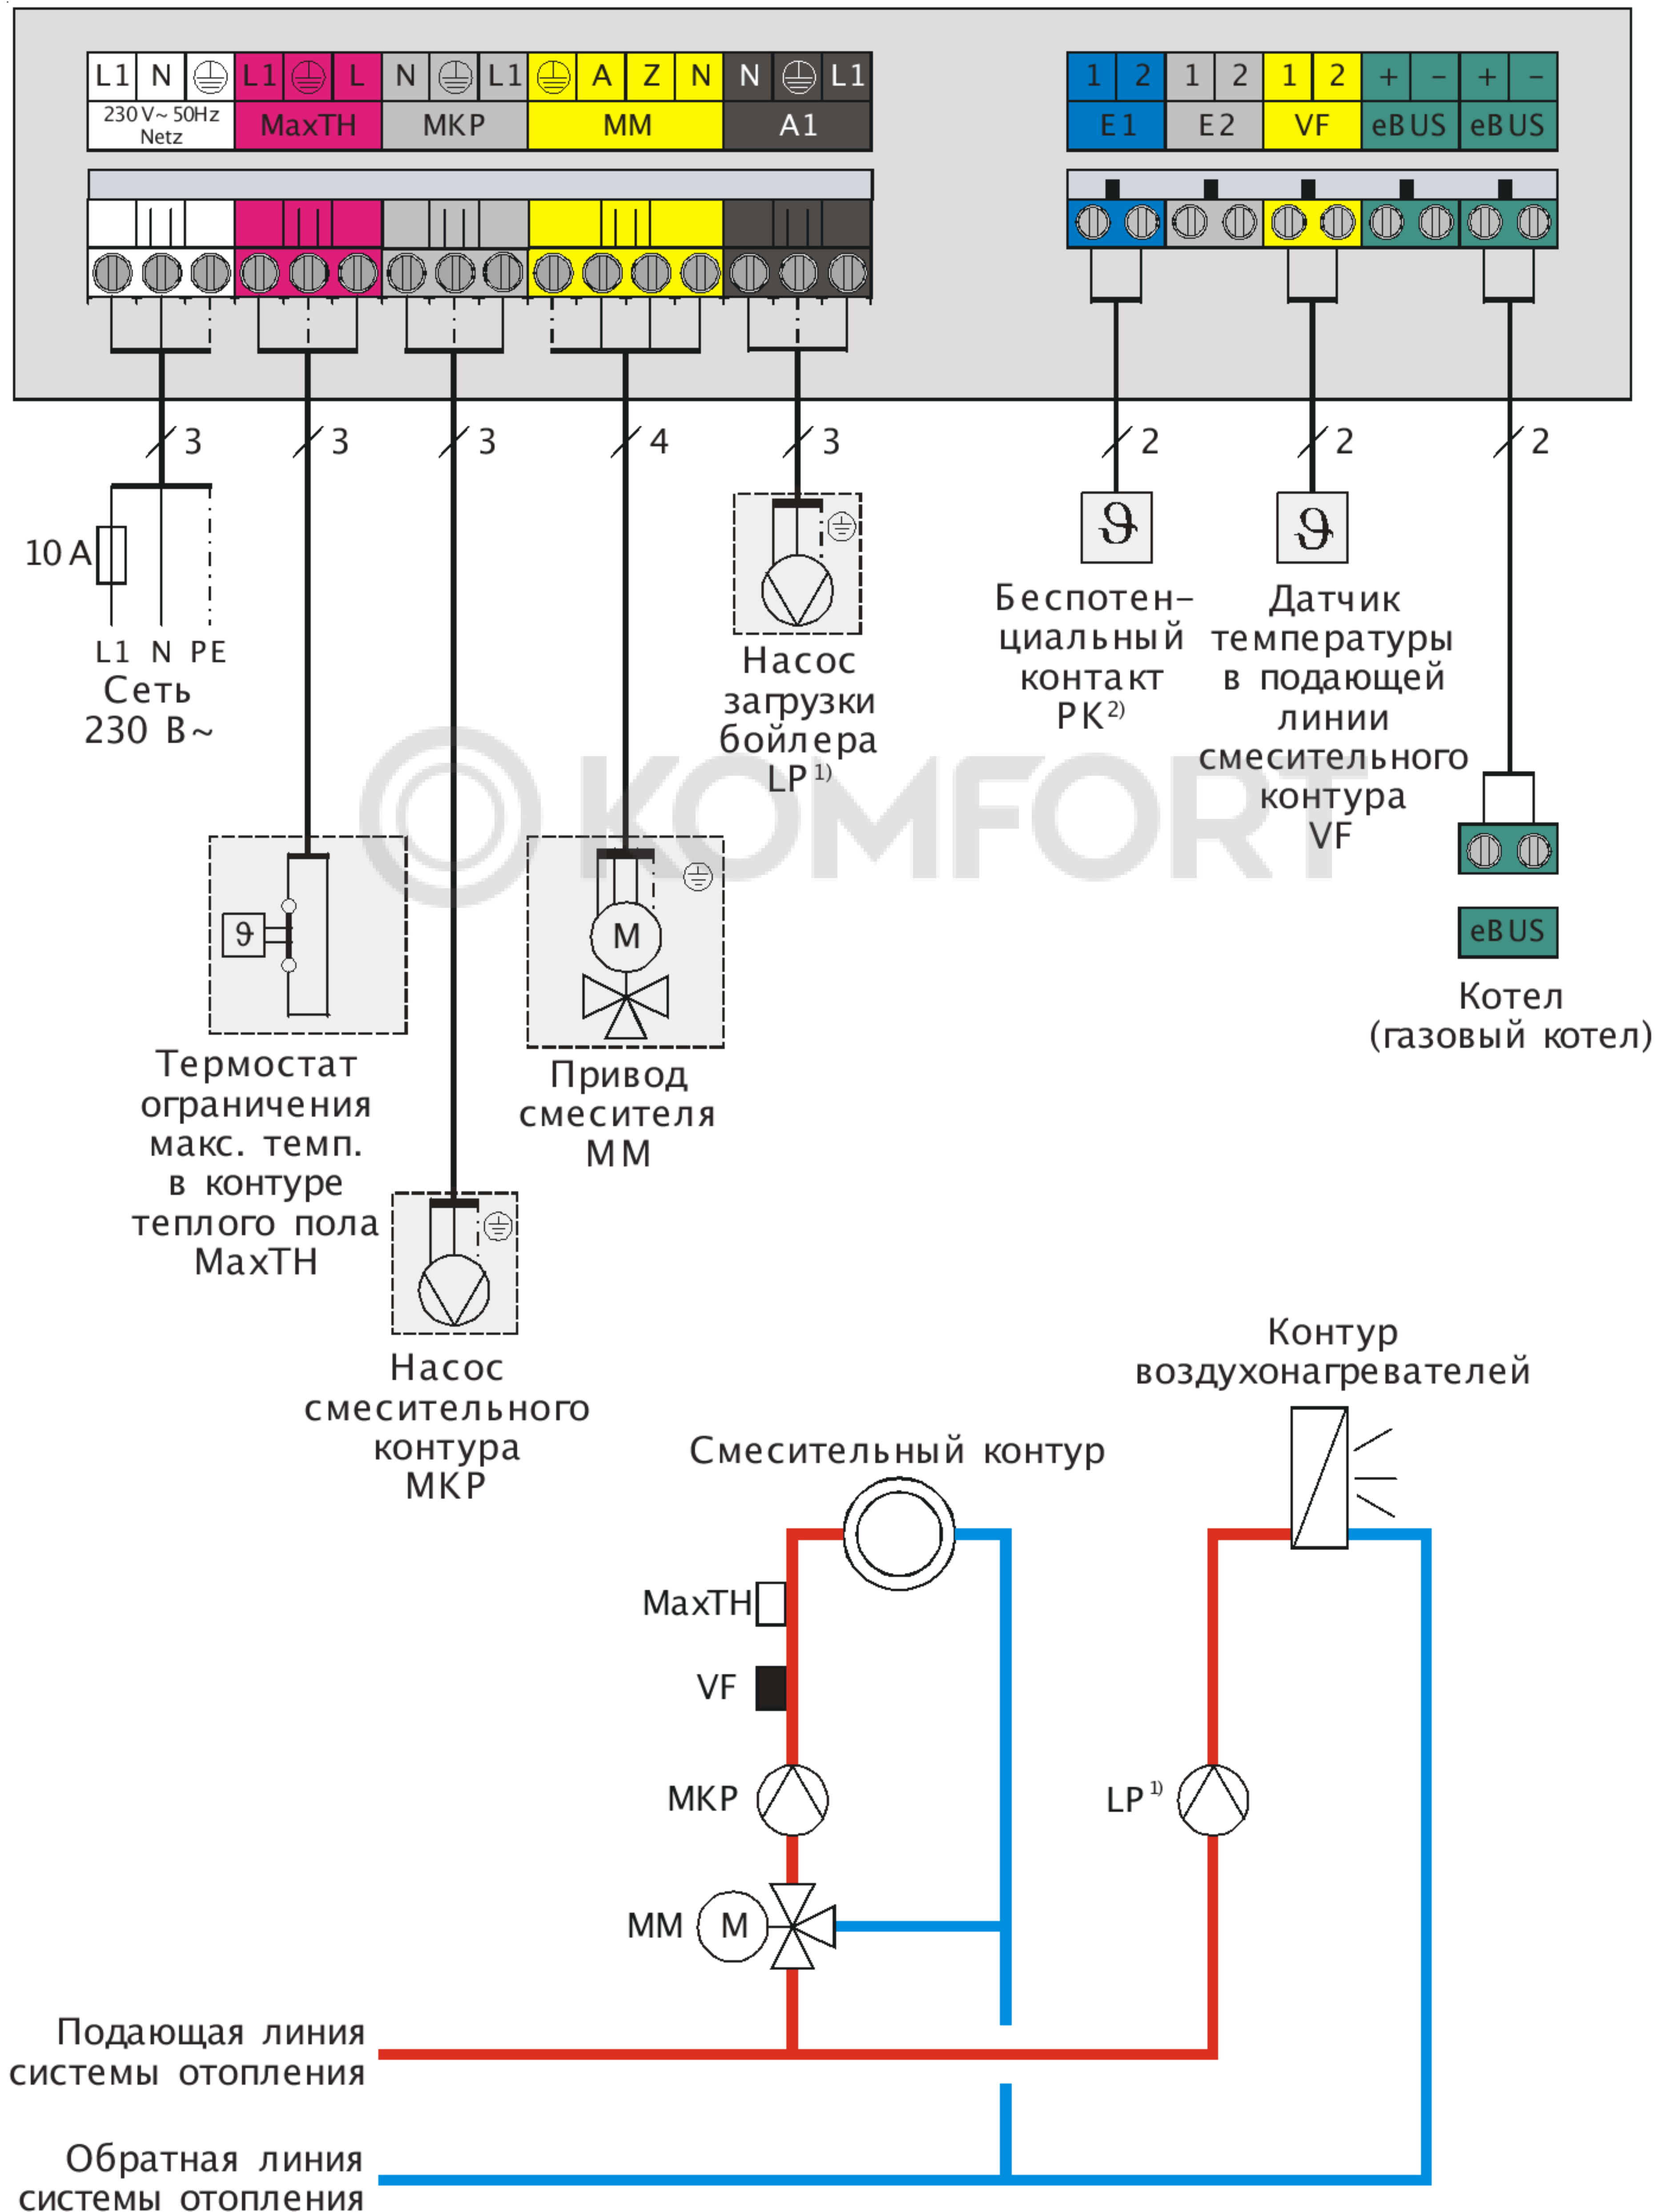 L1 N L1 L N L1 A Z N N L1
230 V~ 50Hz
Netz
MaxTH MKP MM A1
1 2 1 2 1 2 + – + –
E1 E2 VF eBUS eBUS
3 3 3 4 3 2 2 2
10 A
L1 N PE
Сеть
230 В~
Насос
загрузки
бойлера
LP 1)
Беспотен–
циальный
контакт
PK 2)
Датчик
температуры
в подающей
линии
смесительного
контура
VF
KOMFORT
ϑ
ϑ
ϑ
M
eBUS
Котел
(газовый котел)
Термостат
ограничения
макс. темп.
в контуре
теплого пола
MaxTH
Привод
смесителя
MM
Насос
смесительного
контура
MKP
Контур
воздухонагревателей
Смесительный контур
MaxTH
VF
MKP
LP 1)
MM M
Подающая линия
системы отопления
Обратная линия
системы отопления